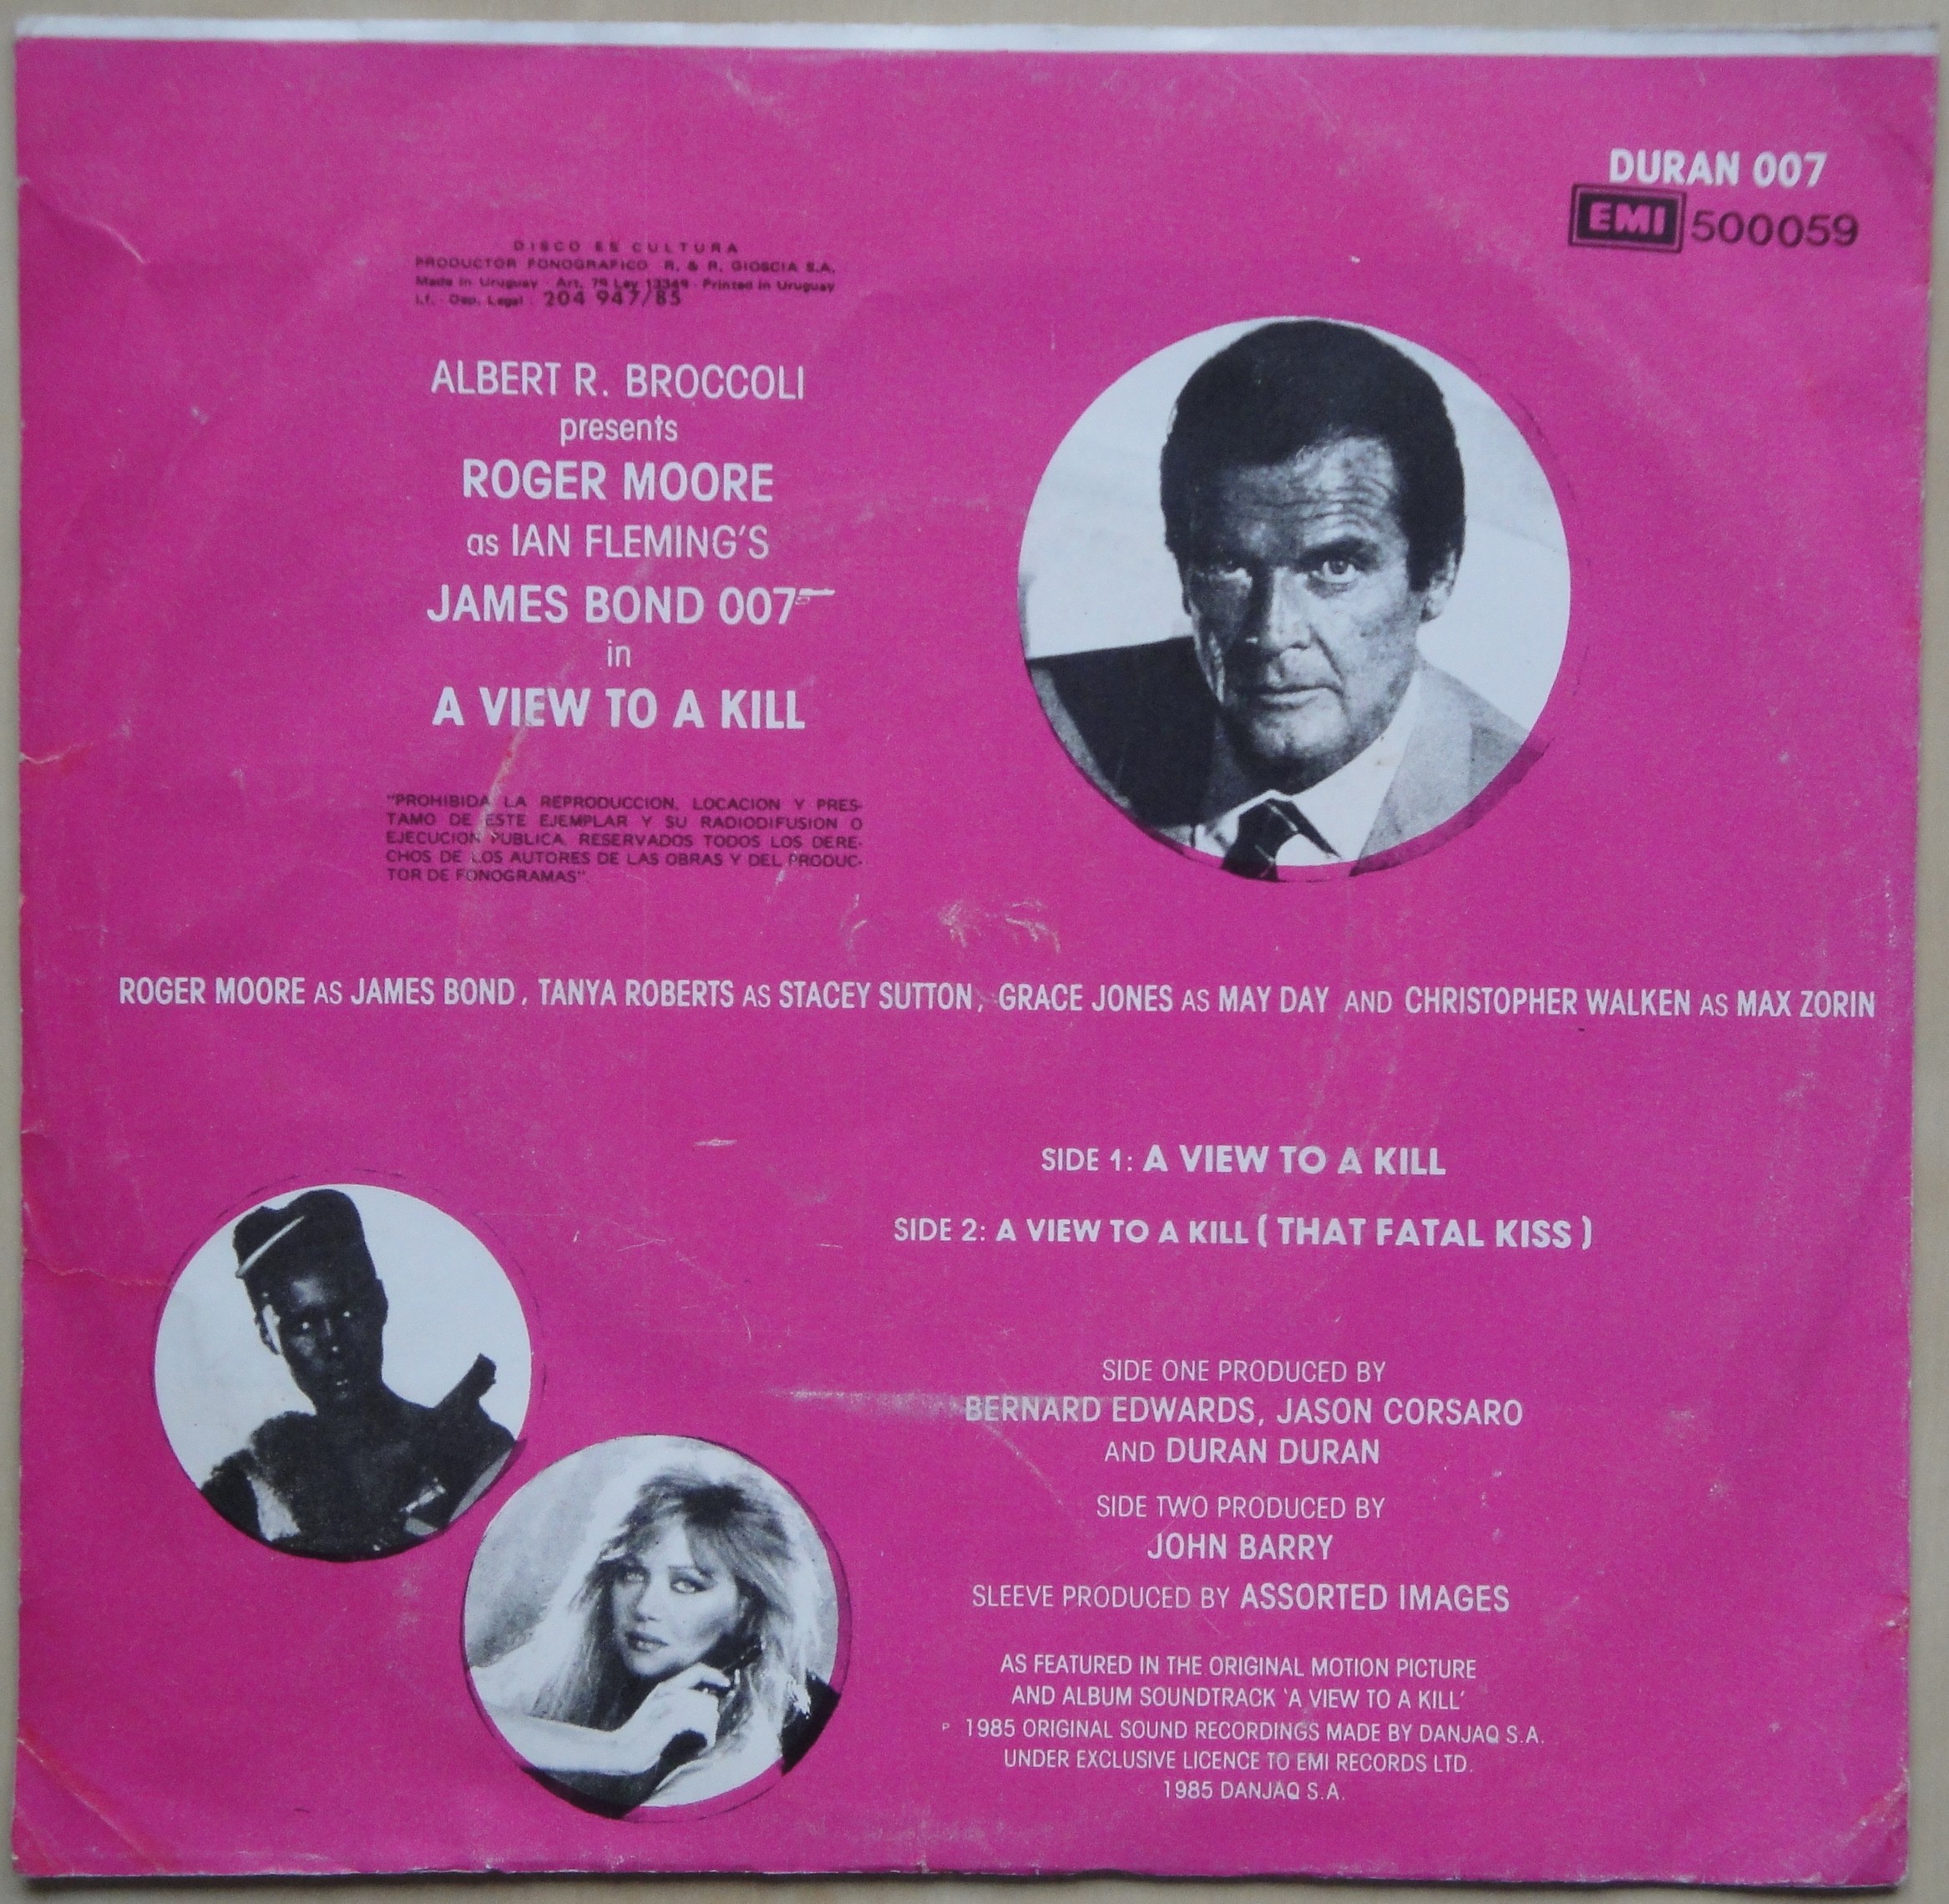 DURAN 007
EMI 500059
DISCO ES CULTURA
PRODUCTOR FONOGRAFICO R. & R. GIOSCIA S.A.
Made in Uruguay - Art. 79 Ley 13349 - Printed in Uruguay
I.f. - Dep. Legal . 204 947/85
ALBERT R. BROCCOLI
presents
ROGER MOORE
as IAN FLEMING'S
JAMES BOND 007
in
A VIEW TO A KILL
"PROHIBIDA LA REPRODUCCION, LOCACION Y PRES-
TAMO DE ESTE EJEMPLAR Y SU RADIODIFUSION O
EJECUCION PUBLICA, RESERVADOS TODOS LOS DERE-
CHOS DE LOS AUTORES DE LAS OBRAS Y DEL PRODUC-
TOR DE FONOGRAMAS"
ROGER MOORE AS JAMES BOND, TANYA ROBERTS AS STACEY SUTTON, GRACE JONES AS MAY DAY AND CHRISTOPHER WALKEN AS MAX ZORIN
SIDE 1: A VIEW TO A KILL
SIDE 2: A VIEW TO A KILL ( THAT FATAL KISS )
SIDE ONE PRODUCED BY
BERNARD EDWARDS, JASON CORSARO
AND DURAN DURAN
SIDE TWO PRODUCED BY
JOHN BARRY
SLEEVE PRODUCED BY ASSORTED IMAGES
AS FEATURED IN THE ORIGINAL MOTION PICTURE
AND ALBUM SOUNDTRACK 'A VIEW TO A KILL'
P 1985 ORIGINAL SOUND RECORDINGS MADE BY DANJAQ S.A.
UNDER EXCLUSIVE LICENCE TO EMI RECORDS LTD.
1985 DANJAQ S.A.